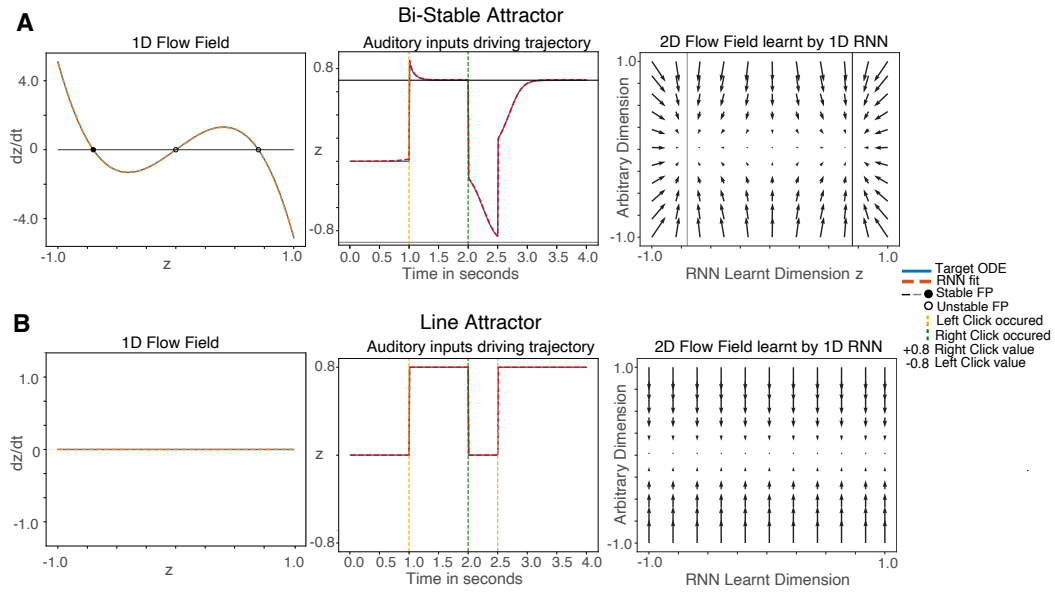 A
Bi-Stable Attractor
1D Flow Field
4.0
0
-4.0
dz/dt
-1.0
1.0
z
Auditory inputs driving trajectory
0.8
z
-0.8
0.0 0.5 1.0 1.5 2.0 2.5 3.0 3.5 4.0
Time in seconds
2D Flow Field learnt by 1D RNN
1.0
Arbitrary Dimension
-1.0
-1.0
1.0
RNN Learnt Dimension z
Target ODE
RNN fit
Stable FP
Unstable FP
Left Click occured
Right Click occured
+0.8 Right Click value
-0.8 Left Click value
B
Line Attractor
1D Flow Field
1.0
0
-1.0
dz/dt
-1.0
1.0
z
Auditory inputs driving trajectory
0.8
z
-0.8
0.0 0.5 1.0 1.5 2.0 2.5 3.0 3.5 4.0
Time in seconds
2D Flow Field learnt by 1D RNN
1.0
Arbitrary Dimension
-1.0
-1.0
1.0
RNN Learnt Dimension